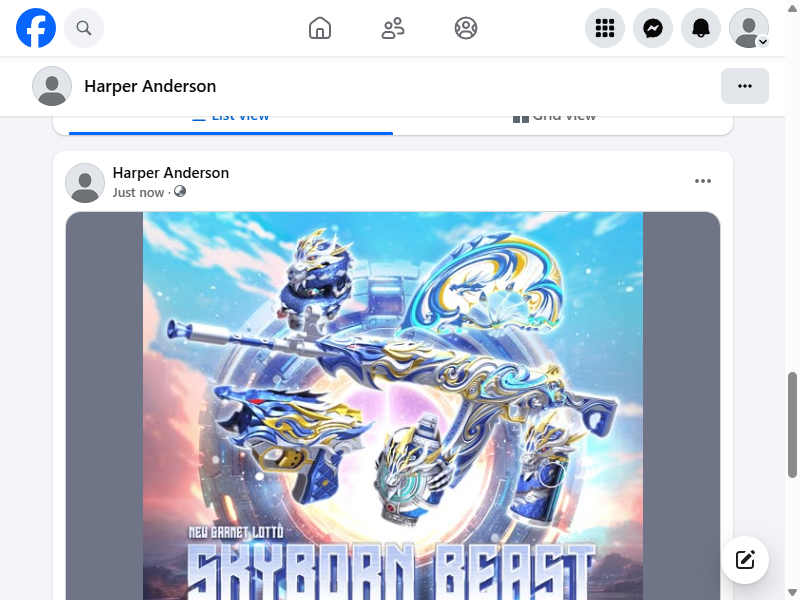 Harper Anderson
List view
Grid view
Harper Anderson
Just now ·
NEW GARNET LOTTO
SKYBORN BEAST